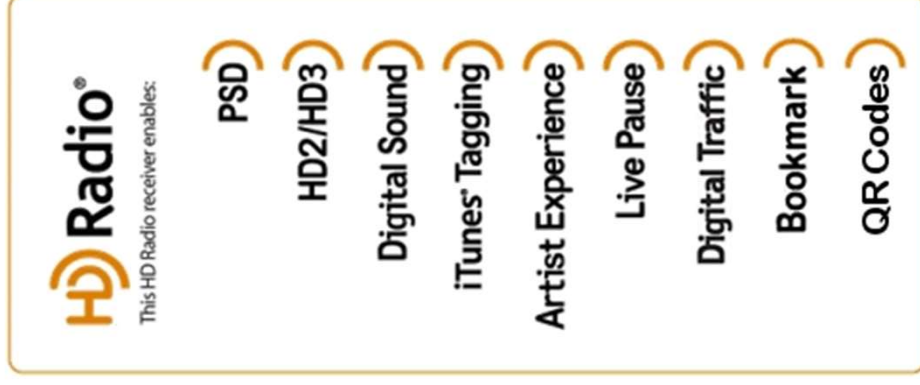 HD Radio®
This HD Radio receiver enables:
PSD
HD2/HD3
Digital Sound
iTunes® Tagging
Artist Experience
Live Pause
Digital Traffic
Bookmark
QR Codes